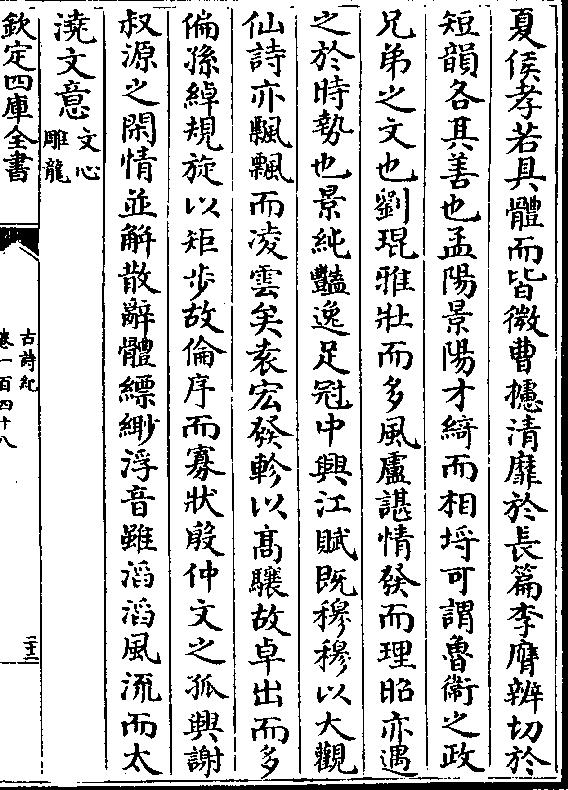 夏侯孝若具體而皆微曹攄清靡於長篇李膺辨切於
短韻各其善也孟陽景陽才綺而相埒可謂魯衛之政
兄弟之文也劉琨雅壯而多風盧諶情發而理昭亦遇
之於時勢也景純豔逸足冠中興江賦既穆穆以大觀
仙詩亦飄飄而凌雲矣袁宏發軫以髙驤故卓出而多
偏孫綽規旋以矩步故倫序而寡狀殷仲文之孤興謝
叔源之閑情並解散辭體縹緲浮音雖滔滔風流而太
澆文意文心雕龍
欽定四庫全書
古詩紀
卷一百四十八
二十三